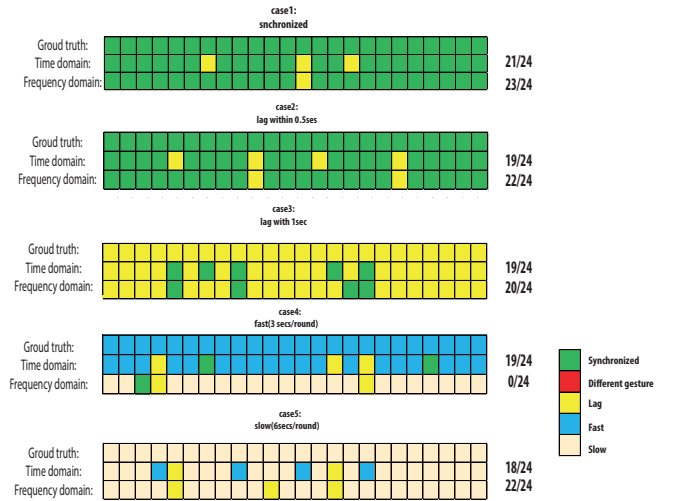 case1:
snchronized
Groud truth:
Time domain: 21/24
Frequency domain: 23/24
case2:
lag within 0.5ses
Groud truth:
Time domain: 19/24
Frequency domain: 22/24
case3:
lag with 1sec
Groud truth:
Time domain: 19/24
Frequency domain: 20/24
case4:
fast(3 secs/round)
Groud truth:
Time domain: 19/24
Frequency domain: 0/24
Synchronized
Different gesture
Lag
Fast
Slow
case5:
slow(6secs/round)
Groud truth:
Time domain: 18/24
Frequency domain: 22/24